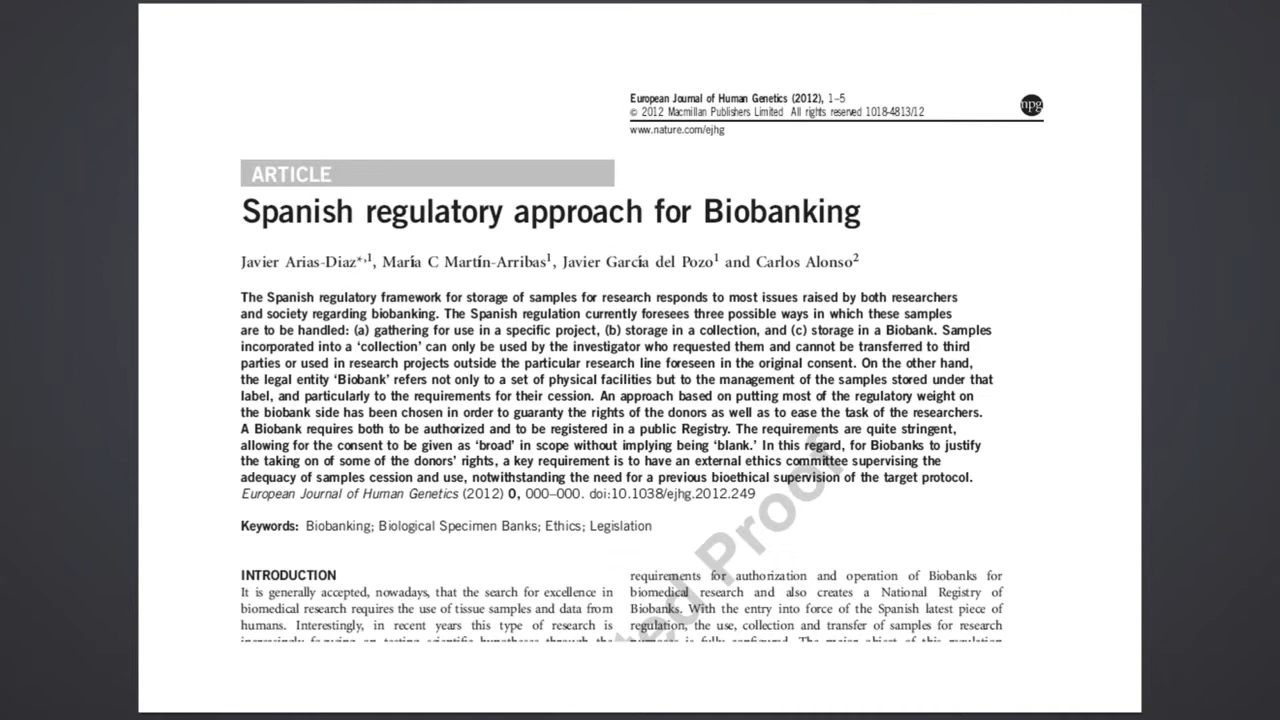 European Journal of Human Genetics (2012), 1–5
© 2012 Macmillan Publishers Limited All rights reserved 1018-4813/12
npg
www.nature.com/ejhg
ARTICLE
Spanish regulatory approach for Biobanking
Javier Arias-Diaz*,1, María C Martín-Arribas1, Javier García del Pozo1 and Carlos Alonso2
The Spanish regulatory framework for storage of samples for research responds to most issues raised by both researchers
and society regarding biobanking. The Spanish regulation currently foresees three possible ways in which these samples
are to be handled: (a) gathering for use in a specific project, (b) storage in a collection, and (c) storage in a Biobank. Samples
incorporated into a ‘collection’ can only be used by the investigator who requested them and cannot be transferred to third
parties or used in research projects outside the particular research line foreseen in the original consent. On the other hand,
the legal entity ‘Biobank’ refers not only to a set of physical facilities but to the management of the samples stored under that
label, and particularly to the requirements for their cession. An approach based on putting most of the regulatory weight on
the biobank side has been chosen in order to guaranty the rights of the donors as well as to ease the task of the researchers.
A Biobank requires both to be authorized and to be registered in a public Registry. The requirements are quite stringent,
allowing for the consent to be given as ‘broad’ in scope without implying being ‘blank.’ In this regard, for Biobanks to justify
the taking on of some of the donors’ rights, a key requirement is to have an external ethics committee supervising the
adequacy of samples cession and use, notwithstanding the need for a previous bioethical supervision of the target protocol.
European Journal of Human Genetics (2012) 0, 000–000. doi:10.1038/ejhg.2012.249
Keywords: Biobanking; Biological Specimen Banks; Ethics; Legislation
INTRODUCTION
It is generally accepted, nowadays, that the search for excellence in
biomedical research requires the use of tissue samples and data from
humans. Interestingly, in recent years this type of research is
increasingly focusing on testing scientific hypotheses through the
requirements for authorization and operation of Biobanks for
biomedical research and also creates a National Registry of
Biobanks. With the entry into force of the Spanish latest piece of
regulation, the use, collection and transfer of samples for research
purposes is fully configured. The major object of this regulation
ted Proof